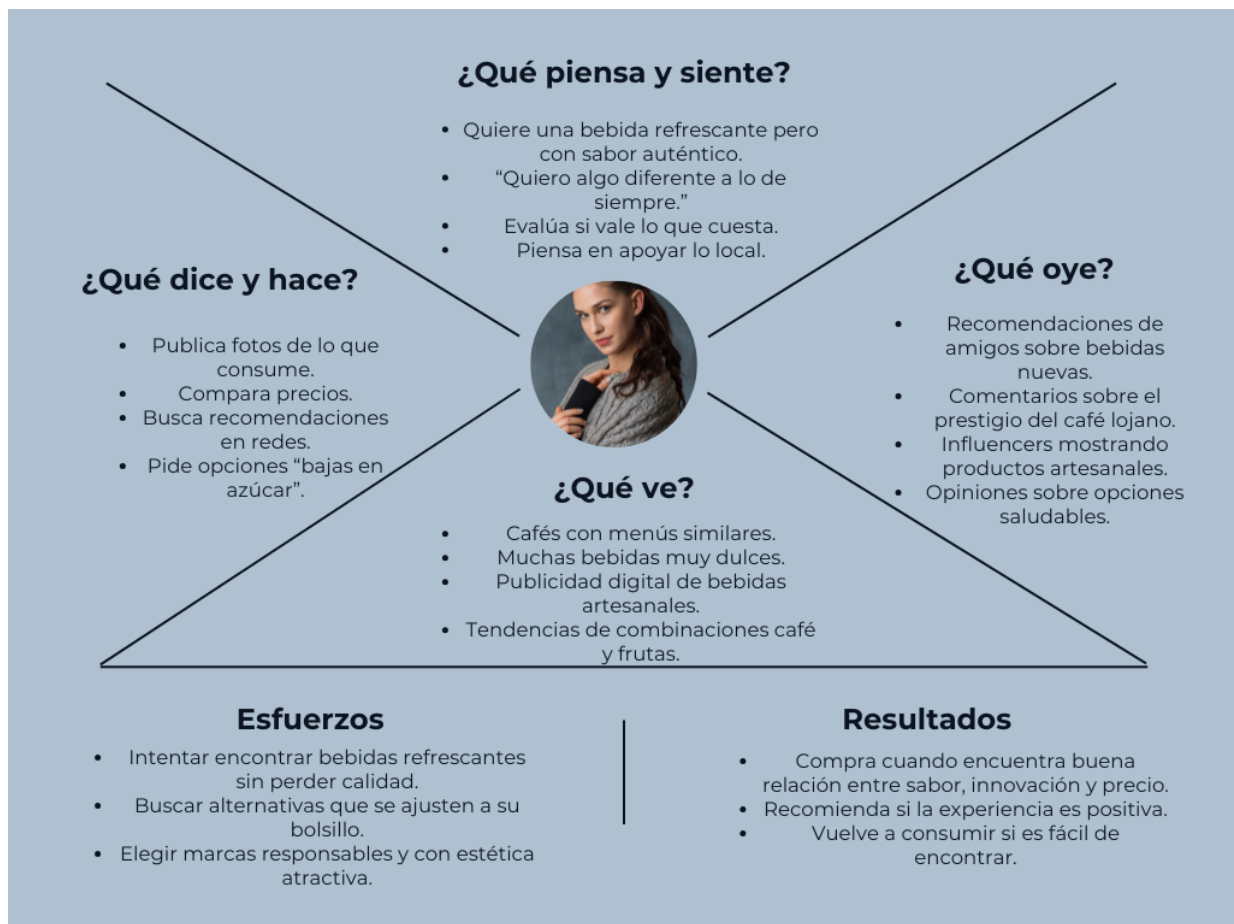 ¿Qué piensa y siente?
• Quiere una bebida refrescante pero
con sabor auténtico.
• “Quiero algo diferente a lo de
siempre.”
• Evalúa si vale lo que cuesta.
• Piensa en apoyar lo local.
¿Qué dice y hace?
• Publica fotos de lo que
consume.
• Compara precios.
• Busca recomendaciones
en redes.
• Pide opciones “bajas en
azúcar”.
¿Qué oye?
• Recomendaciones de
amigos sobre bebidas
nuevas.
• Comentarios sobre el
prestigio del café lojano.
• Influencers mostrando
productos artesanales.
• Opiniones sobre opciones
saludables.
¿Qué ve?
• Cafés con menús similares.
• Muchas bebidas muy dulces.
• Publicidad digital de bebidas
artesanales.
• Tendencias de combinaciones café
y frutas.
Esfuerzos
• Intentar encontrar bebidas refrescantes
sin perder calidad.
• Buscar alternativas que se ajusten a su
bolsillo.
• Elegir marcas responsables y con estética
atractiva.
Resultados
• Compra cuando encuentra buena
relación entre sabor, innovación y precio.
• Recomienda si la experiencia es positiva.
• Vuelve a consumir si es fácil de
encontrar.